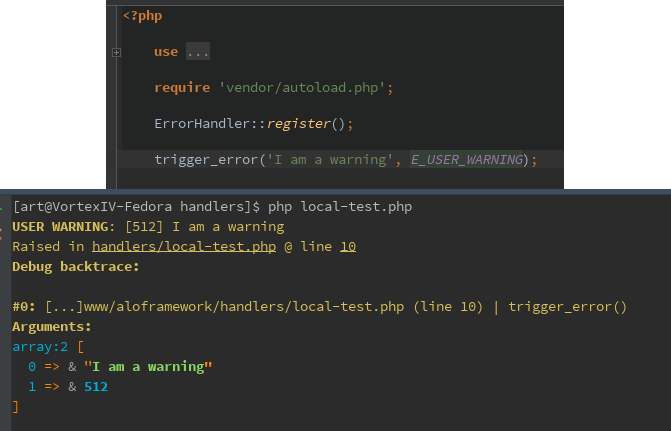 <?php
use ...
require 'vendor/autoload.php';
ErrorHandler::register();
trigger_error('I am a warning', E_USER_WARNING);
[art@VortexIV-Fedora handlers]$ php local-test.php
USER WARNING: [512] I am a warning
Raised in handlers/local-test.php @ line 10
Debug backtrace:
#0: [...]www/aloframework/handlers/local-test.php (line 10) | trigger_error()
Arguments:
array:2 [
0 => & "I am a warning"
1 => & 512
]